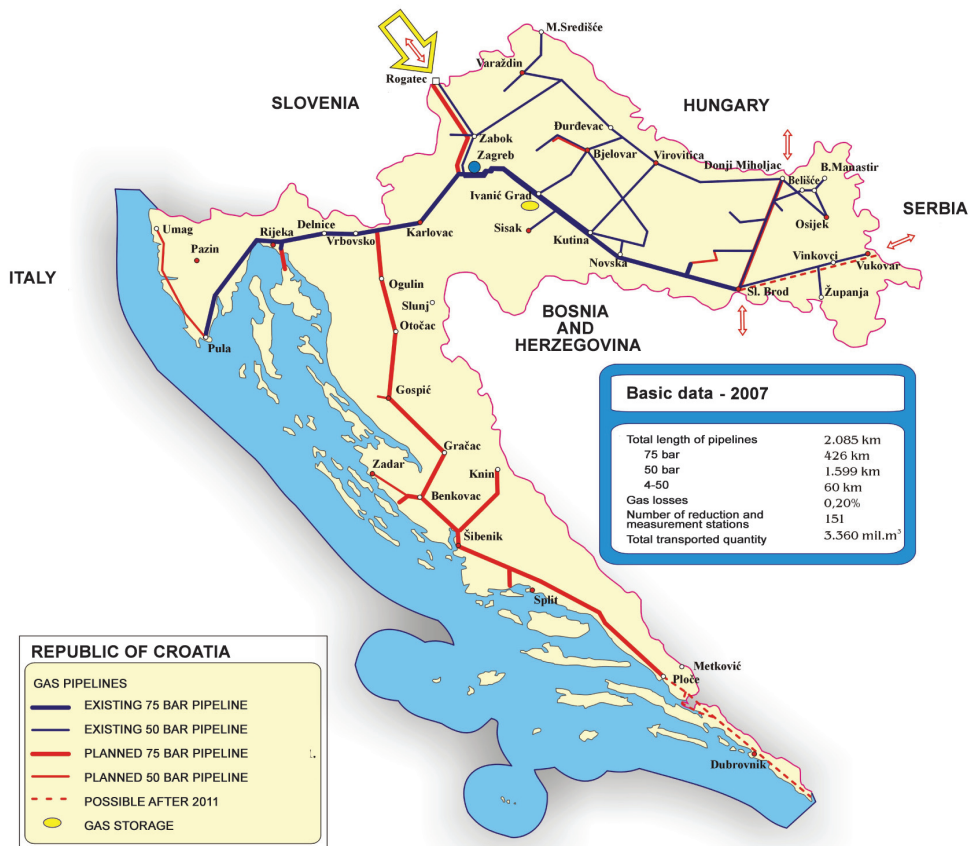 M.Središće
Varaždin
Rogatec
SLOVENIA
HUNGARY
Đurđevac
Zabok
Zagreb
Bjelovar
Virovitica
Donji Miholjac
B.Manastir
Belišće
Ivanić Grad
Osijek
SERBIA
Sisak
Kutina
Umag
Pazin
Rijeka
Delnice
Vrbovsko
Karlovac
Novska
Vinkovci
Vukovar
ITALY
Ogulin
Slunj
Sl. Brod
Županja
BOSNIA
AND
HERZEGOVINA
Otočac
Pula
Gospić
Gračac
Zadar
Knin
Benkovac
Šibenik
Split
Metković
Ploče
Dubrovnik
Basic data - 2007
Total length of pipelines 2.085 km
75 bar 426 km
50 bar 1.599 km
4-50 60 km
Gas losses 0,20%
Number of reduction and
measurement stations 151
Total transported quantity 3.360 mil.m³
REPUBLIC OF CROATIA
GAS PIPELINES
EXISTING 75 BAR PIPELINE
EXISTING 50 BAR PIPELINE
PLANNED 75 BAR PIPELINE
PLANNED 50 BAR PIPELINE
POSSIBLE AFTER 2011
GAS STORAGE